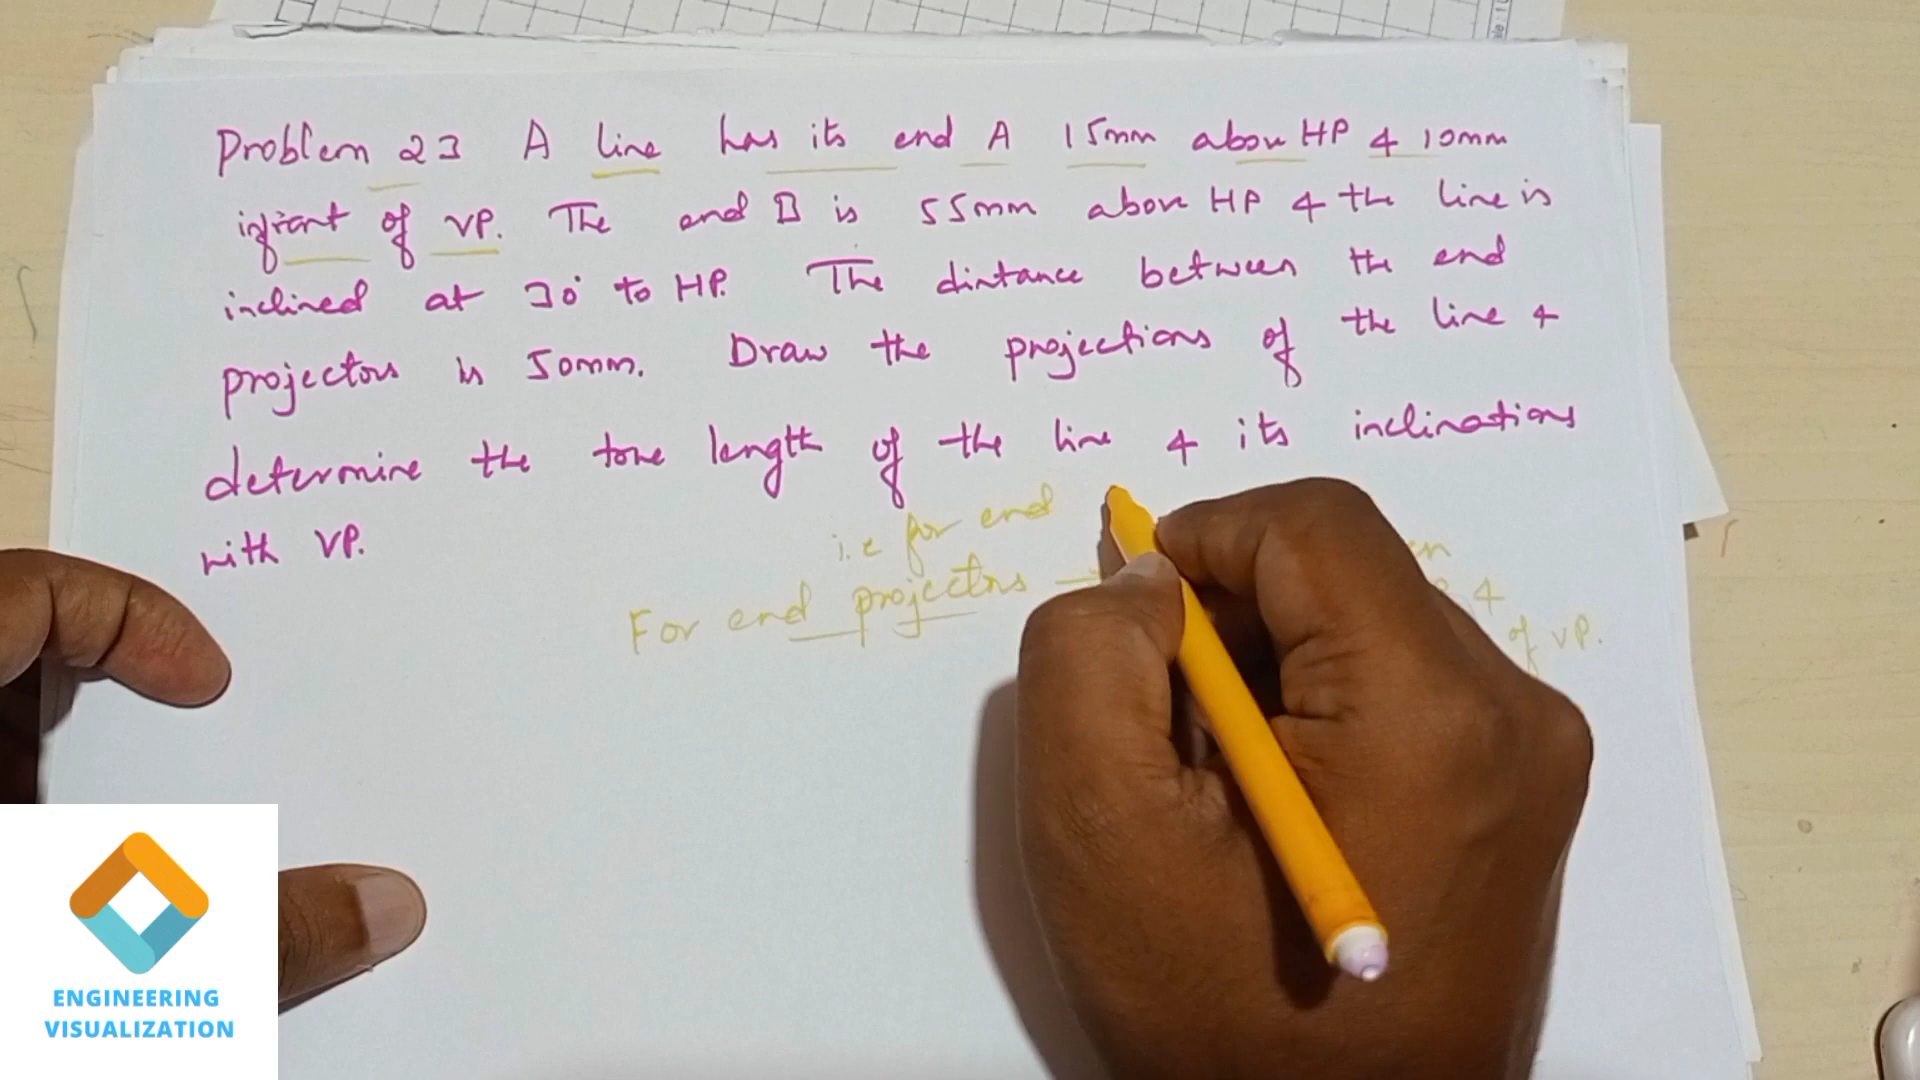 Problem 23 A line has its end A 15mm above HP & 10mm
infront of VP. The end B is 55mm above HP & the line is
inclined at 30° to HP. The distance between the end
projectors is 50mm. Draw the projections of the line &
determine the true length of the line & its inclinations
with VP.
i.e for end
For end projectors
&
of VP.
ENGINEERING
VISUALIZATION